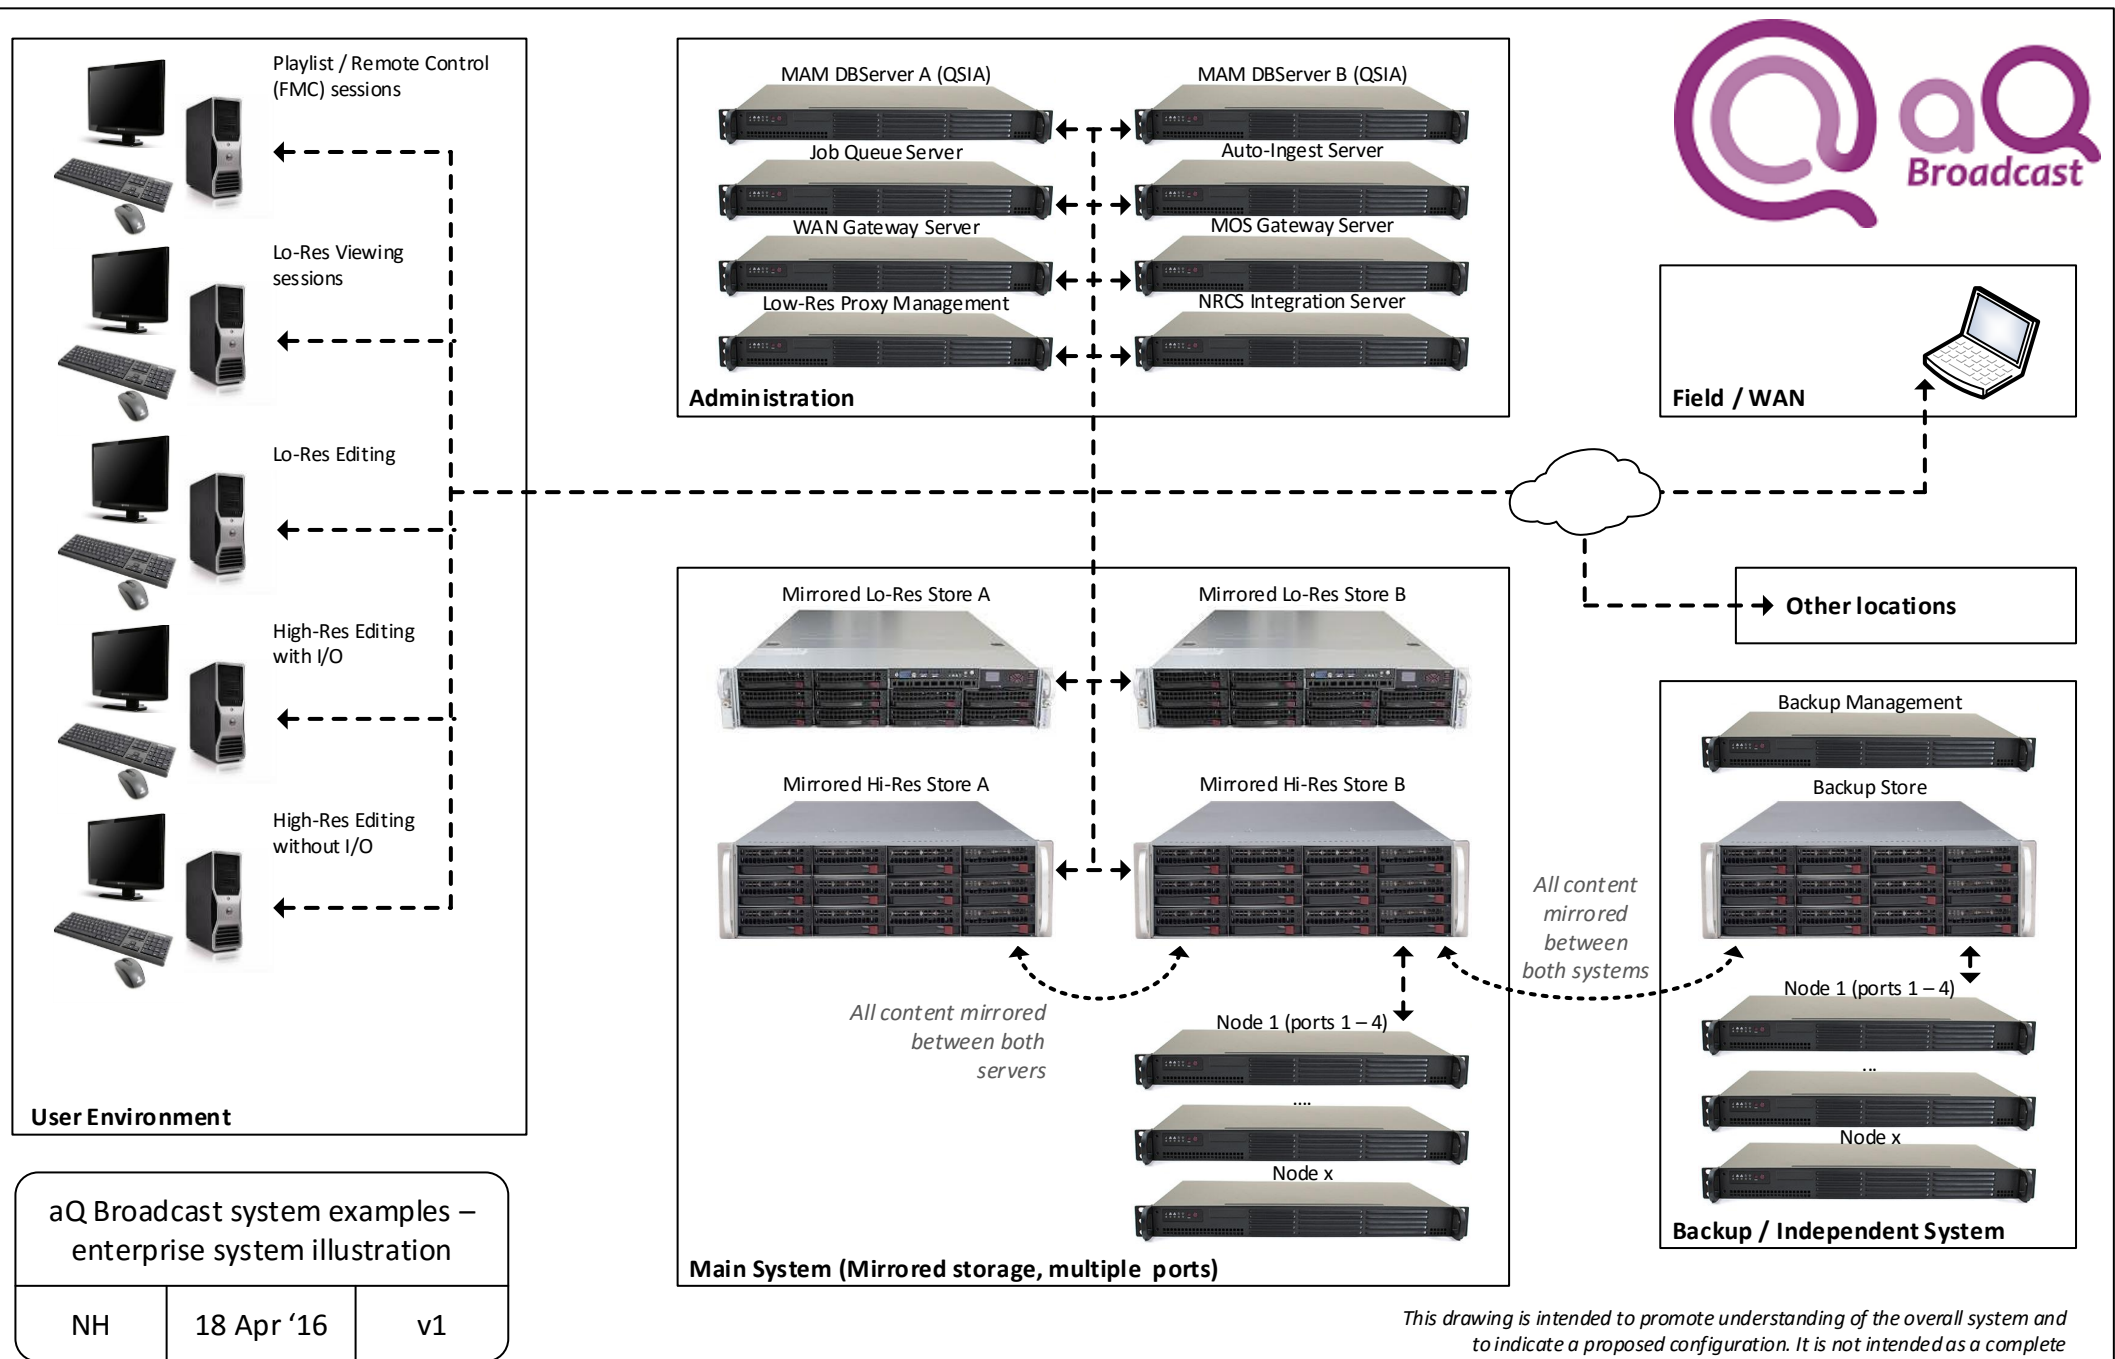 Playlist / Remote Control
(FMC) sessions
Lo-Res Viewing
sessions
Lo-Res Editing
High-Res Editing
with I/O
High-Res Editing
without I/O
User Environment
MAM DBServer A (QSIA)
MAM DBServer B (QSIA)
Job Queue Server
Auto-Ingest Server
WAN Gateway Server
MOS Gateway Server
Low-Res Proxy Management
NRCS Integration Server
Administration
aQ
Broadcast
Field / WAN
Other locations
Mirrored Lo-Res Store A
Mirrored Lo-Res Store B
Mirrored Hi-Res Store A
Mirrored Hi-Res Store B
All content mirrored
between both
servers
Node 1 (ports 1 – 4)
....
Node x
Main System (Mirrored storage, multiple ports)
All content
mirrored
between
both systems
Backup Management
Backup Store
Node 1 (ports 1 – 4)
...
Node x
Backup / Independent System
aQ Broadcast system examples –
enterprise system illustration
NH
18 Apr ‘16
v1
This drawing is intended to promote understanding of the overall system and
to indicate a proposed configuration. It is not intended as a complete